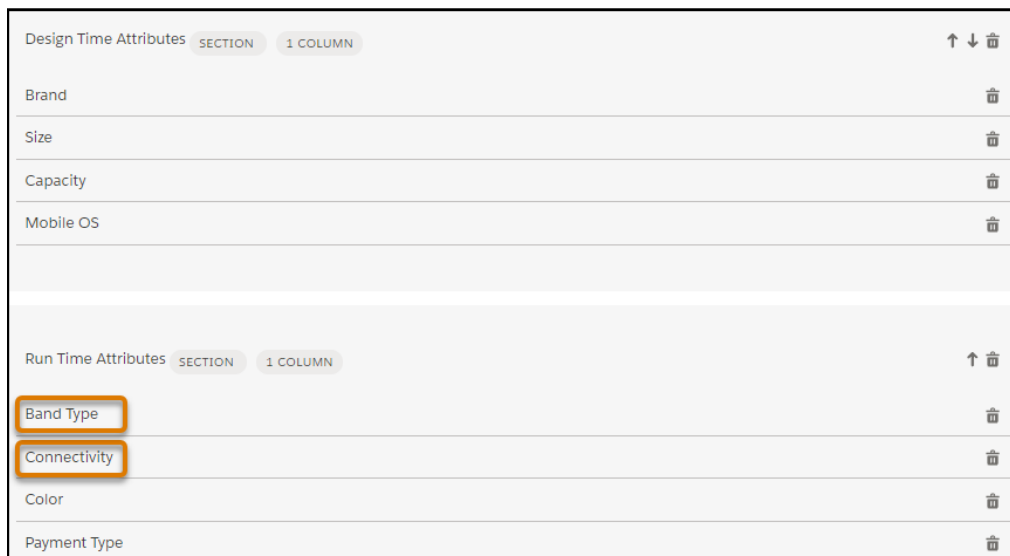 Design Time Attributes SECTION 1 COLUMN
Brand
Size
Capacity
Mobile OS
Run Time Attributes SECTION 1 COLUMN
Band Type
Connectivity
Color
Payment Type